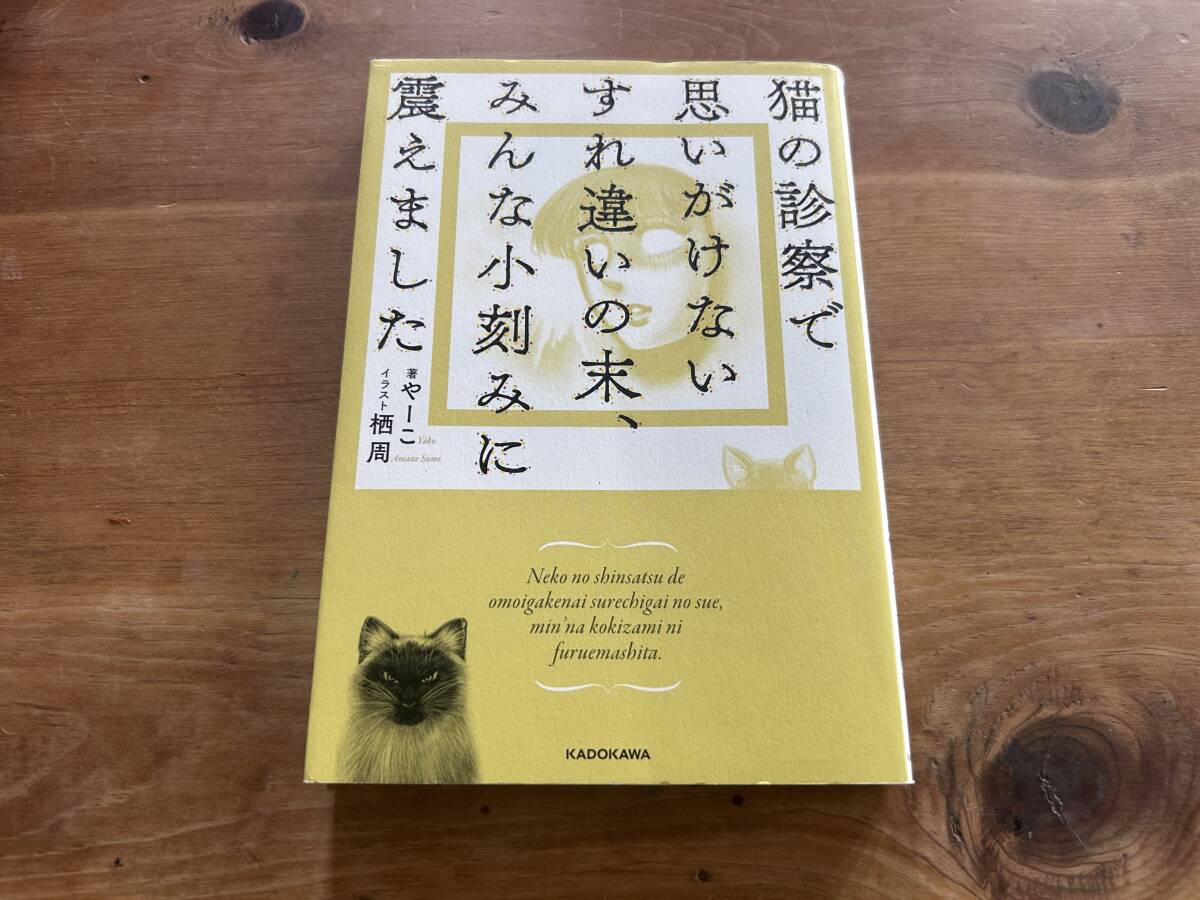 猫の診察で
思いがけない
すれ違いの末、
みんな小刻みに
震えました
著 やーこ Yako
イラスト 栖周 Amane Sumi
Neko no shinsatsu de
omoigakenai surechigai no sue,
min'na kokizami ni
furuemashita.
KADOKAWA